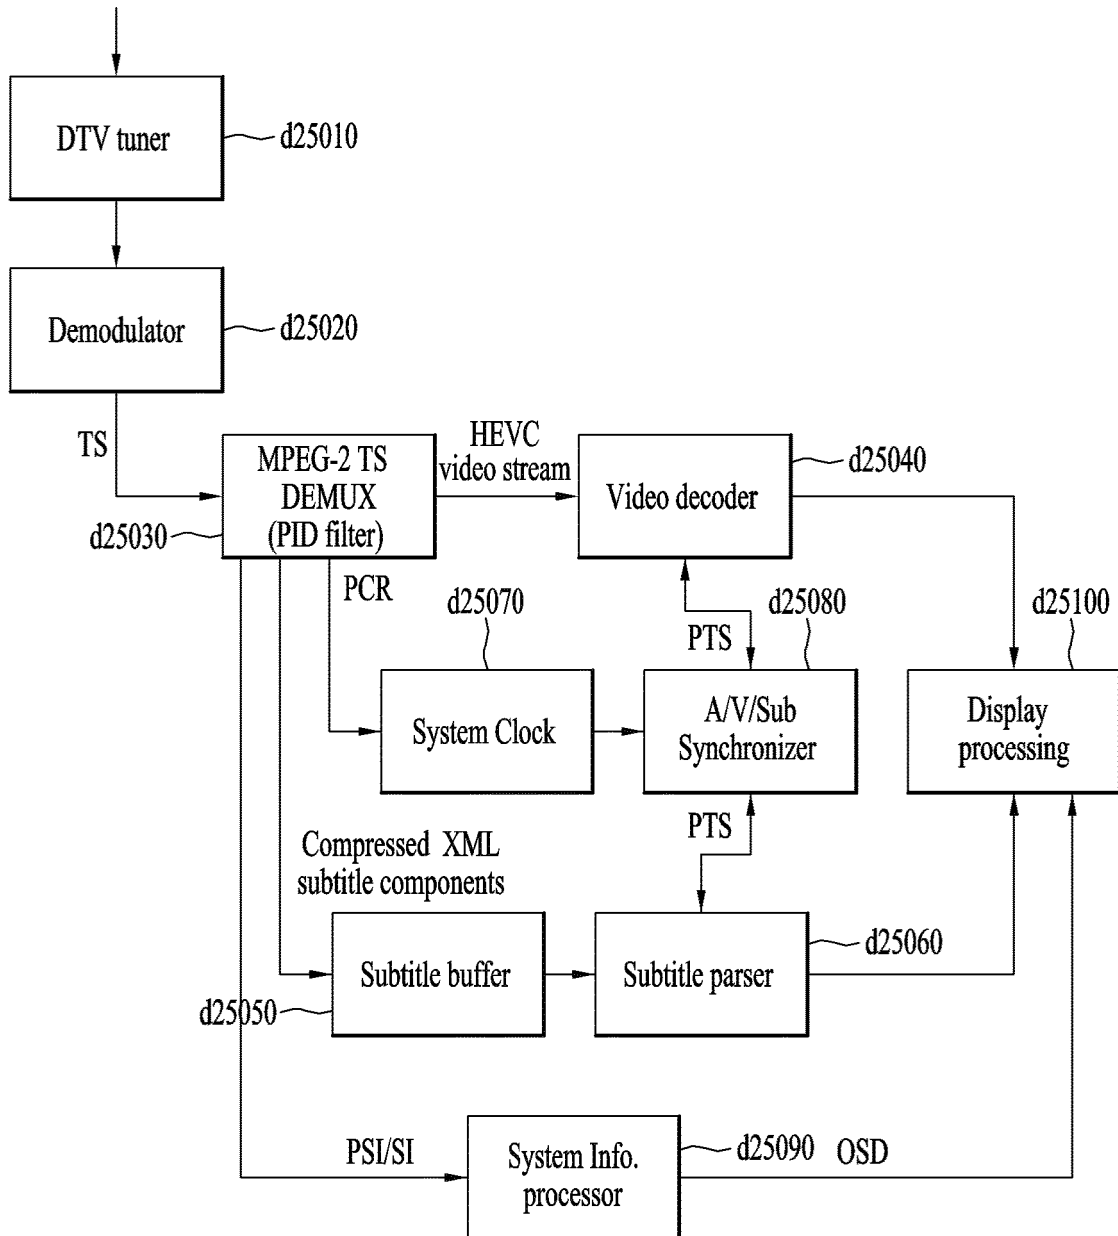 DTV tuner
d25010
Demodulator
d25020
TS
MPEG-2 TS
DEMUX
(PID filter)
d25030
HEVC
video stream
Video decoder
d25040
PCR
d25070
System Clock
PTS
d25080
A/V/Sub
Synchronizer
d25100
Display
processing
PTS
Compressed XML
subtitle components
Subtitle buffer
d25050
Subtitle parser
d25060
PSI/SI
System Info.
processor
d25090
OSD